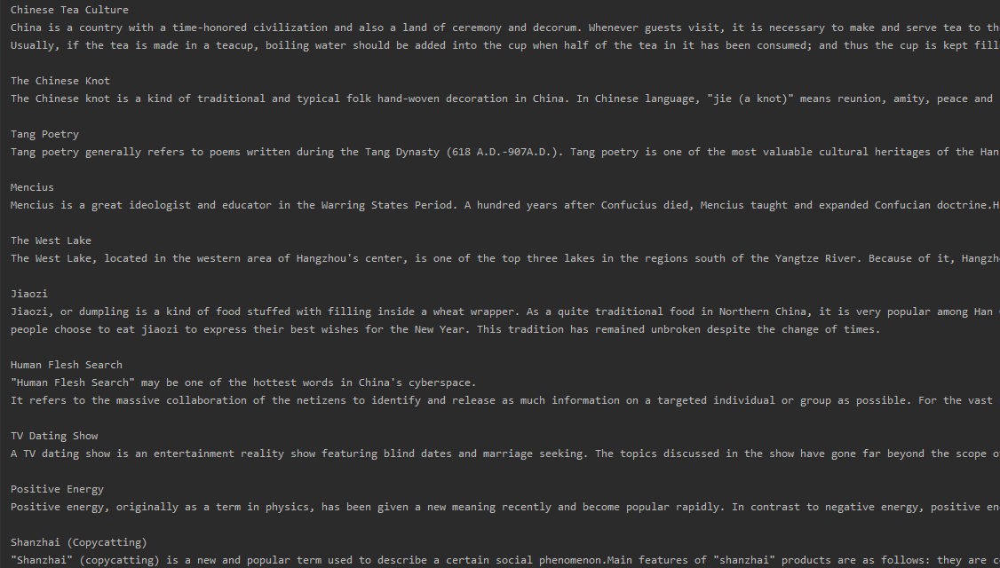 Chinese Tea Culture
China is a country with a time-honored civilization and also a land of ceremony and decorum. Whenever guests visit, it is necessary to make and serve tea to
Usually, if the tea is made in a teacup, boiling water should be added into the cup when half of the tea in it has been consumed; and thus the cup is kept
The Chinese Knot
The Chinese knot is a kind of traditional and typical folk hand-woven decoration in China. In Chinese language, "jie (a knot)" means reunion, amity, peace and
Tang Poetry
Tang poetry generally refers to poems written during the Tang Dynasty (618 A.D.-907A.D.). Tang poetry is one of the most valuable cultural heritages of the Han
Mencius
Mencius is a great ideologist and educator in the Warring States Period. A hundred years after Confucius died, Mencius taught and expanded Confucian doctrine.H
The West Lake
The West Lake, located in the western area of Hangzhou's center, is one of the top three lakes in the regions south of the Yangtze River. Because of it,
Jiaozi
Jiaozi, or dumpling is a kind of food stuffed with filling inside a wheat wrapper. As a quite traditional food in Northern China, it is very popular among Han
people choose to eat jiaozi to express their best wishes for the New Year. This tradition has remained unbroken despite the change of times.
Human Flesh Search
"Human Flesh Search" may be one of the hottest words in China's cyberspace.
It refers to the massive collaboration of the netizens to identify and release as much information on a targeted individual or group as possible. For the vast
TV Dating Show
A TV dating show is an entertainment reality show featuring blind dates and marriage seeking. The topics discussed in the show have gone far beyond the scope
Positive Energy
Positive energy, originally as a term in physics, has been given a new meaning recently and become popular rapidly. In contrast to negative energy, positive
Shanzhai (Copycatting)
"Shanzhai" (copycatting) is a new and popular term used to describe a certain social phenomenon.Main features of "shanzhai" products are as follows: they are